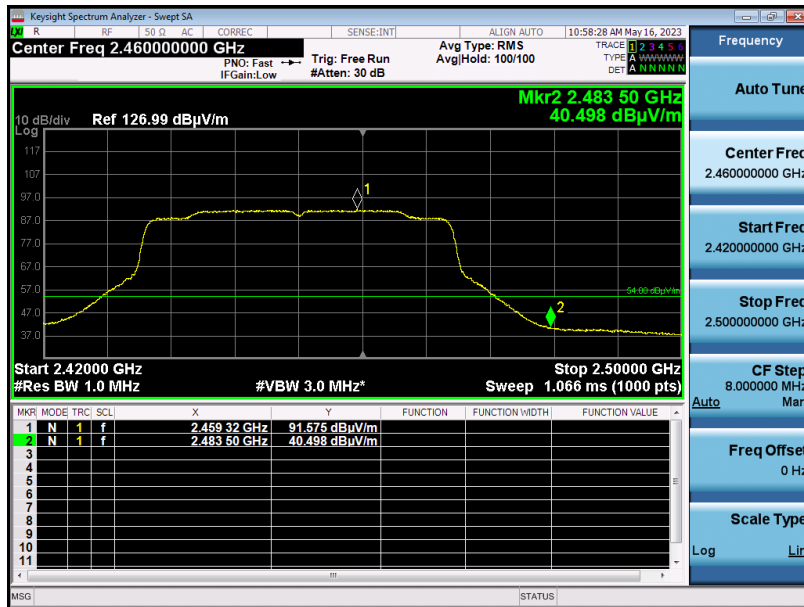 Keysight Spectrum Analyzer - Swept SA
LXI R RF 50 Ω AC CORREC SENSE:INT ALIGN AUTO 10:58:28 AM May 16, 2023
Center Freq 2.460000000 GHz
PNO: Fast
IFGain:Low
Trig: Free Run
#Atten: 30 dB
Avg Type: RMS
Avg|Hold: 100/100
TRACE 1 2 3 4 5 6
TYPE A W W W W W
DET A N N N N N
Mkr2 2.483 50 GHz
40.498 dBµV/m
10 dB/div Ref 126.99 dBµV/m
Log
117
107
97.0
87.0
77.0
67.0
57.0
47.0
37.0
1
2
54.00 dBµV/m
Start 2.42000 GHz Stop 2.50000 GHz
#Res BW 1.0 MHz #VBW 3.0 MHz* Sweep 1.066 ms (1000 pts)
MKR MODE TRC SCL X Y FUNCTION FUNCTION WIDTH FUNCTION VALUE
1 N 1 f 2.459 32 GHz 91.575 dBµV/m
2 N 1 f 2.483 50 GHz 40.498 dBµV/m
3
4
5
6
7
8
9
10
11
MSG STATUS
Frequency
Auto Tune
Center Freq
2.460000000 GHz
Start Freq
2.420000000 GHz
Stop Freq
2.500000000 GHz
CF Step
8.000000 MHz
Auto Man
Freq Offset
0 Hz
Scale Type
Log Lin